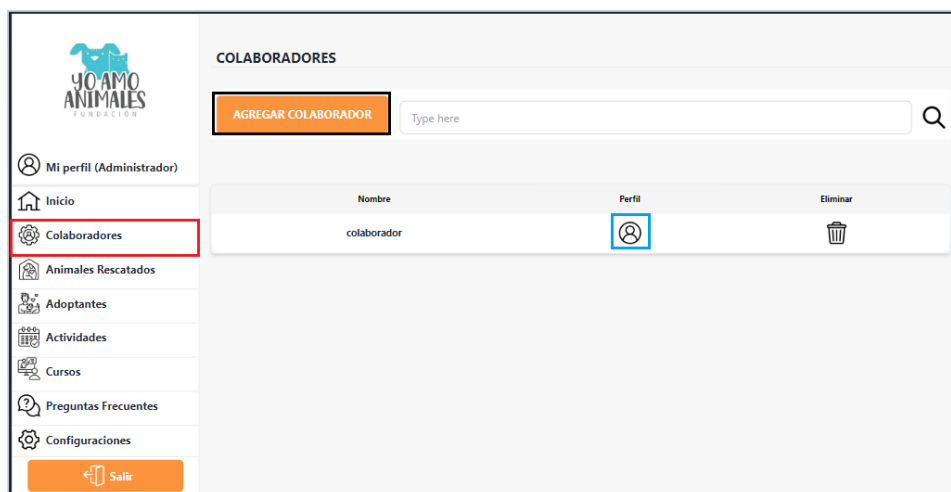 YO AMO
ANIMALES
FUNDACIÓN
Mi perfil (Administrador)
Inicio
Colaboradores
Animales Rescatados
Adoptantes
Actividades
Cursos
Preguntas Frecuentes
Configuraciones
Salir
COLABORADORES
AGREGAR COLABORADOR
Type here
Nombre Perfil Eliminar
colaborador